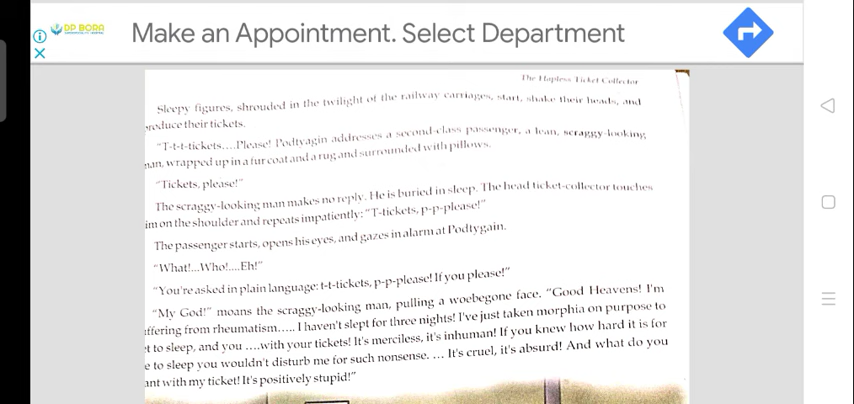 DP BORA
Make an Appointment. Select Department
The Hapless Ticket Collector
Sleepy figures, shrouded in the twilight of the railway carriages, start, shake their heads, and
produce their tickets.
"T-t-t-tickets....Please! Podtyagin addresses a second-class passenger, a lean, scraggy-looking
nan, wrapped up in a fur coat and a rug and surrounded with pillows.
"Tickets, please!"
The scraggy-looking man makes no reply. He is buried in sleep. The head ticket-collector touches
im on the shoulder and repeats impatiently: "T-tickets, p-p-please!"
The passenger starts, opens his eyes, and gazes in alarm at Podtygain.
"What!...Who!....Eh!"
"You're asked in plain language: t-t-tickets, p-p-please! If you please!"
"My God!" moans the scraggy-looking man, pulling a woebegone face. "Good Heavens! I'm
uffering from rheumatism..... I haven't slept for three nights! I've just taken morphia on purpose to
t to sleep, and you ....with your tickets! It's merciless, it's inhuman! If you knew how hard it is for
e to sleep you wouldn't disturb me for such nonsense. ... It's cruel, it's absurd! And what do you
ant with my ticket! It's positively stupid!"